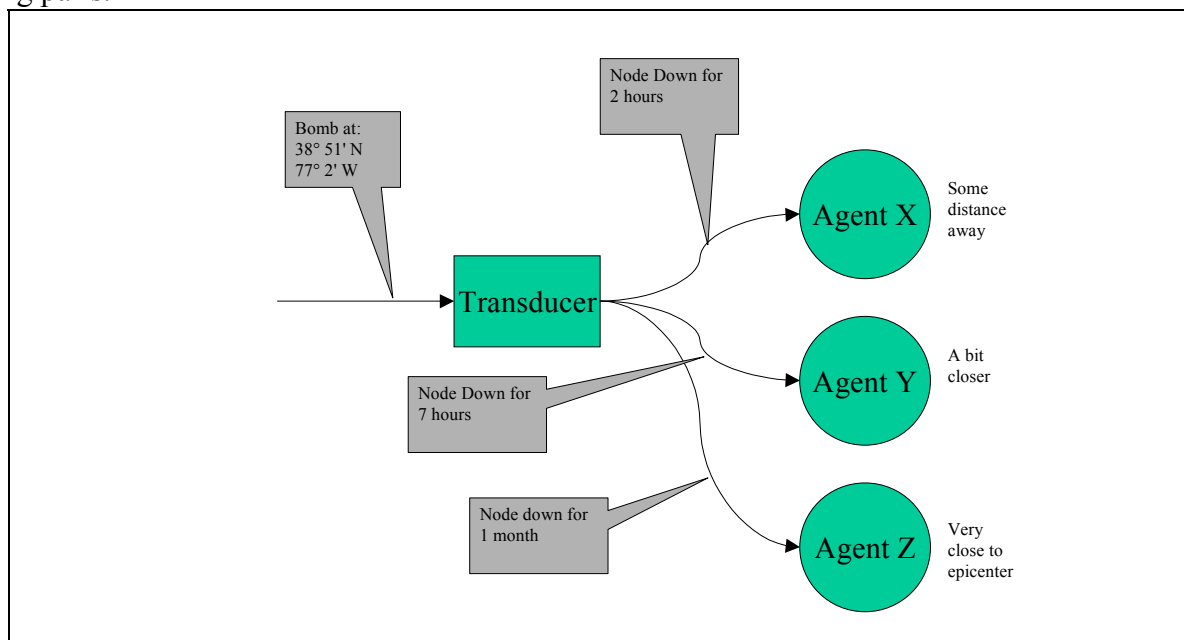 Node Down for
2 hours
Bomb at:
38° 51' N
77° 2' W
Agent X
Some
distance
away
Transducer
Agent Y
A bit
closer
Node Down for
7 hours
Node down for
1 month
Agent Z
Very
close to
epicenter